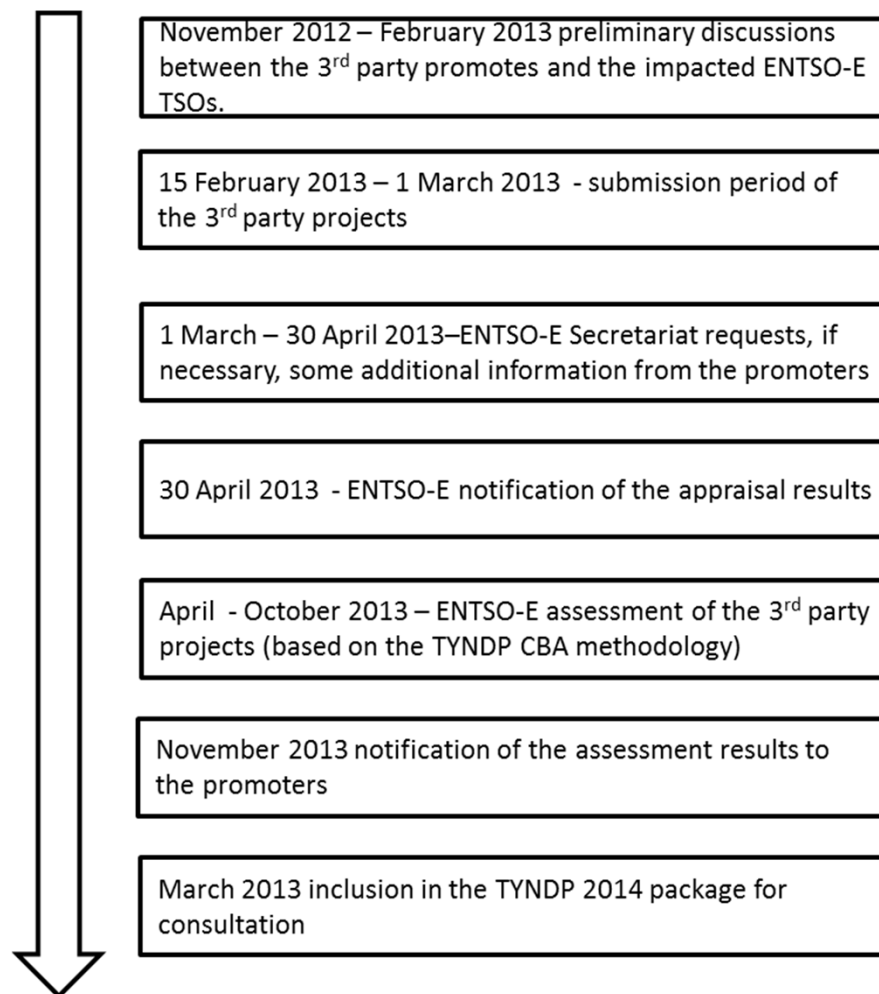 November 2012 – February 2013 preliminary discussions
between the 3rd party promotes and the impacted ENTSO-E
TSOs.
15 February 2013 – 1 March 2013 - submission period of
the 3rd party projects
1 March – 30 April 2013–ENTSO-E Secretariat requests, if
necessary, some additional information from the promoters
30 April 2013 - ENTSO-E notification of the appraisal results
April - October 2013 – ENTSO-E assessment of the 3rd party
projects (based on the TYNDP CBA methodology)
November 2013 notification of the assessment results to
the promoters
March 2013 inclusion in the TYNDP 2014 package for
consultation